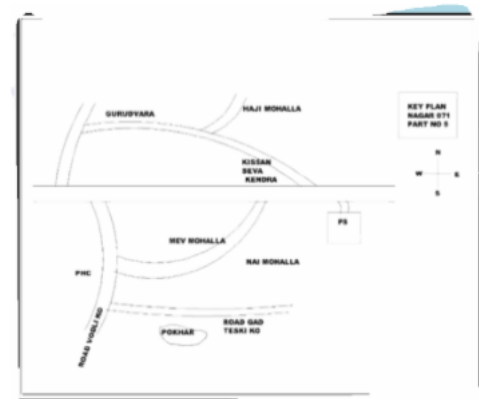 GURUDVARA
HAJI MOHALLA
KEY PLAN
NAGAR 071
PART NO 5
N
W
E
S
KISSAN
SEVA
KENDRA
PS
MEV MOHALLA
NAI MOHALLA
PHC
ROAD VODLI KO
ROAD GAD
TESKI KO
POKHAR